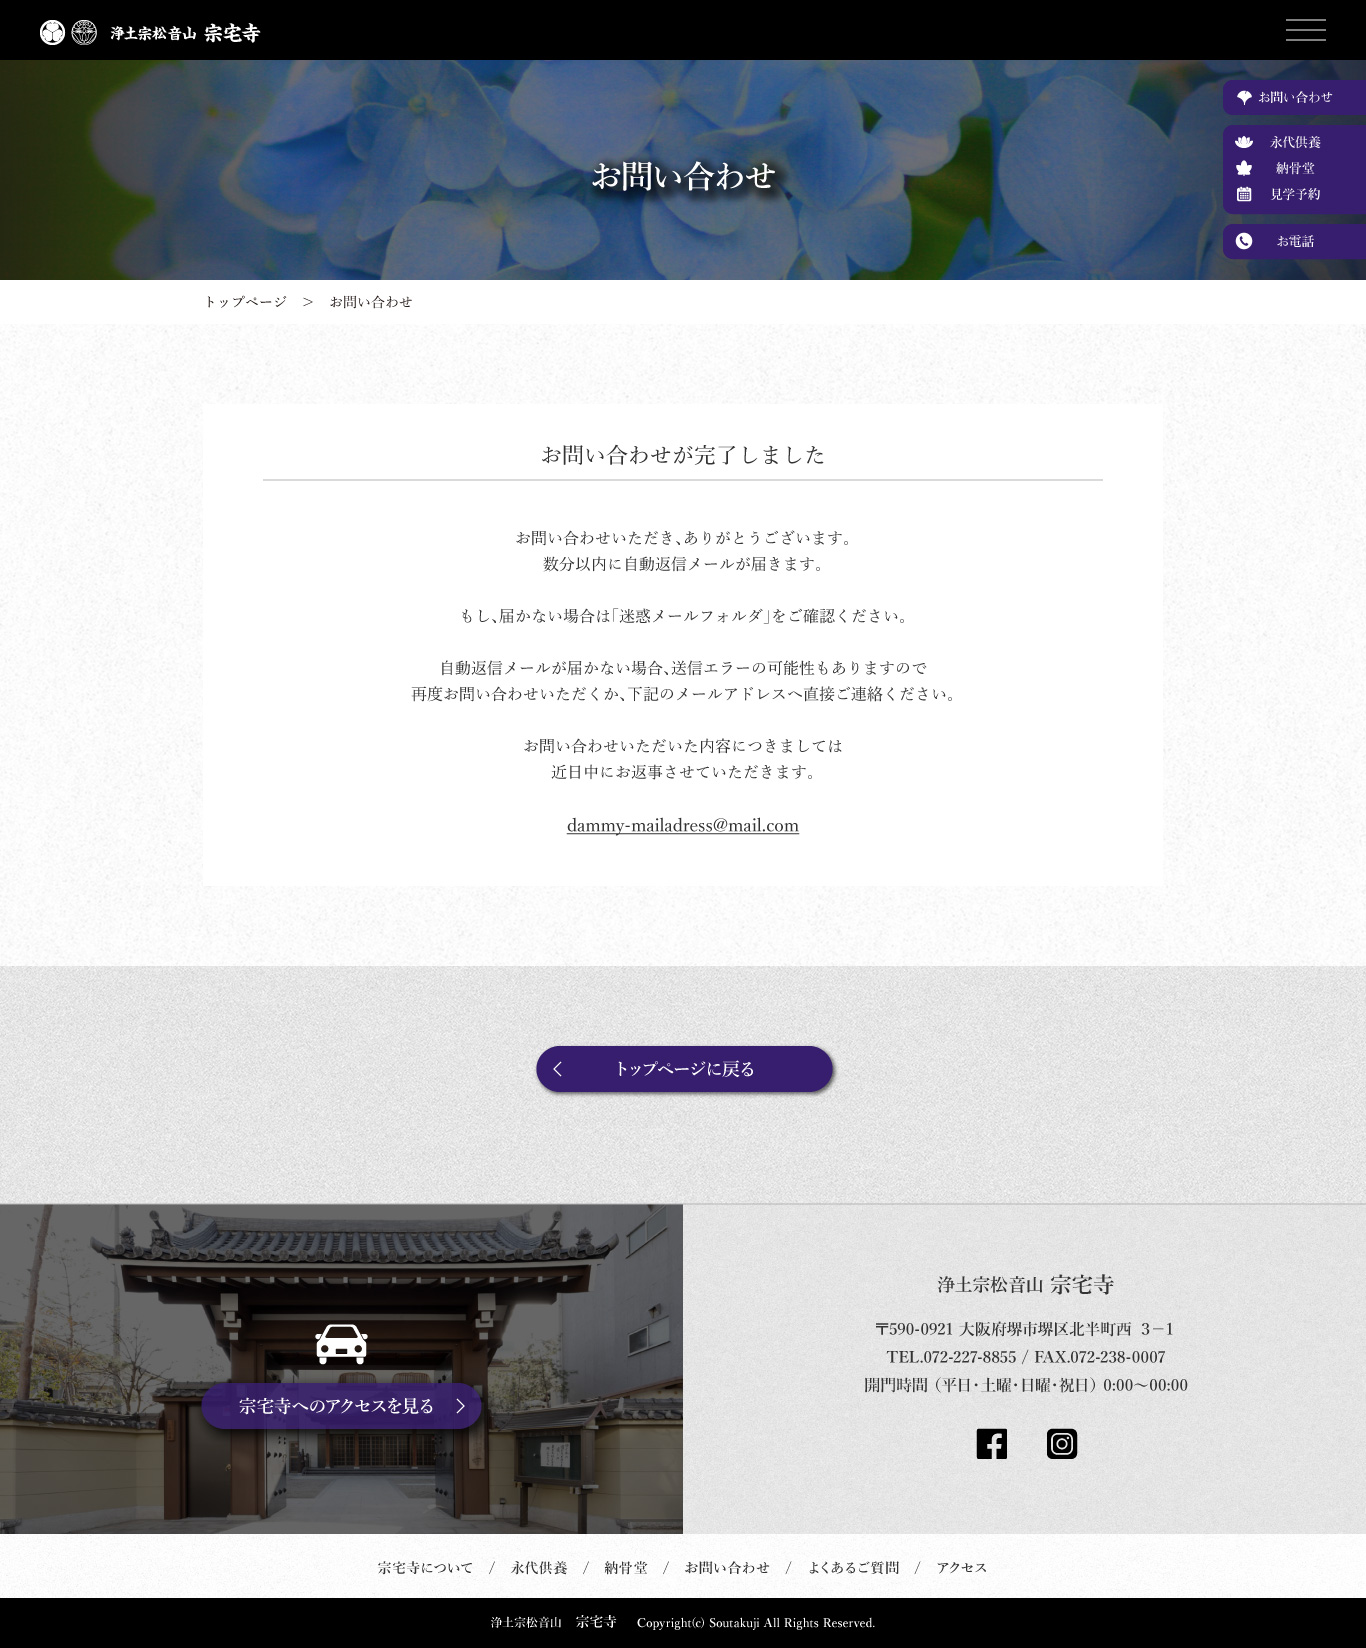 浄土宗松音山 宗宅寺
お問い合わせ
お問い合わせ
永代供養
納骨堂
見学予約
お電話
トップページ ＞ お問い合わせ
お問い合わせが完了しました
お問い合わせいただき、ありがとうございます。
数分以内に自動返信メールが届きます。
もし、届かない場合は「迷惑メールフォルダ」をご確認ください。
自動返信メールが届かない場合、送信エラーの可能性もありますので
再度お問い合わせいただくか、下記のメールアドレスへ直接ご連絡ください。
お問い合わせいただいた内容につきましては
近日中にお返事させていただきます。
dammy-mailadress@mail.com
トップページに戻る
宗宅寺へのアクセスを見る
浄土宗松音山 宗宅寺
〒590-0921 大阪府堺市堺区北半町西 3−1
TEL.072-227-8855 / FAX.072-238-0007
開門時間（平日・土曜・日曜・祝日）0:00〜00:00
宗宅寺について / 永代供養 / 納骨堂 / お問い合わせ / よくあるご質問 / アクセス
浄土宗松音山 宗宅寺 Copyright(c) Soutakuji All Rights Reserved.